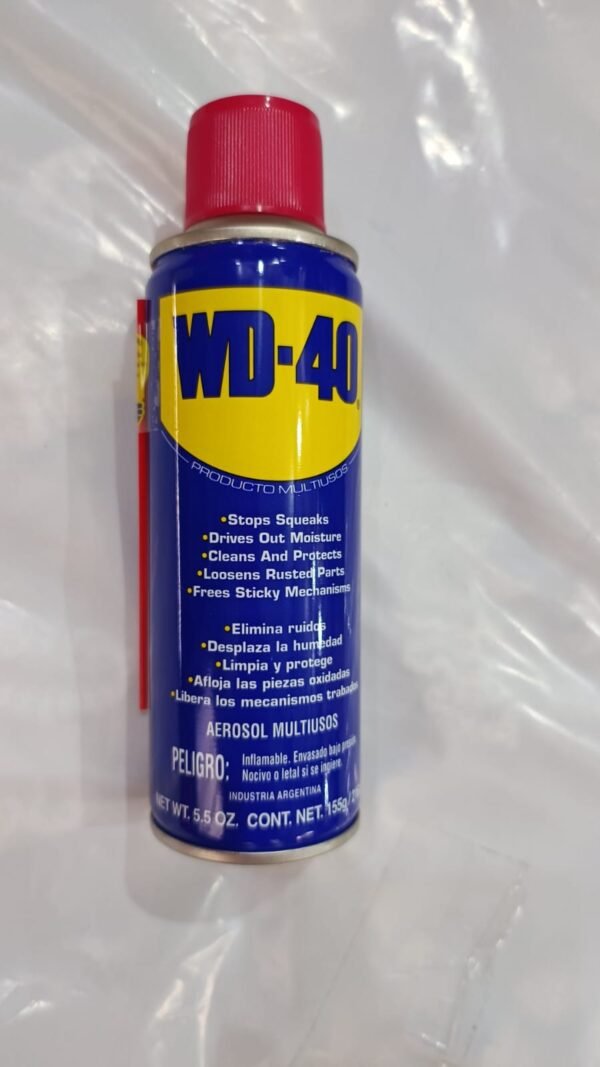 WD-40
PRODUCTO MULTIUSOS
•Stops Squeaks
•Drives Out Moisture
•Cleans And Protects
•Loosens Rusted Parts
•Frees Sticky Mechanisms
•Elimina ruidos
•Desplaza la humedad
•Limpia y protege
•Afloja las piezas oxidadas
•Libera los mecanismos trabados
AEROSOL MULTIUSOS
PELIGRO: Inflamable. Envasado bajo presión.
Nocivo o letal si se ingiere.
INDUSTRIA ARGENTINA
NET WT. 5.5 OZ. CONT. NET. 155g /